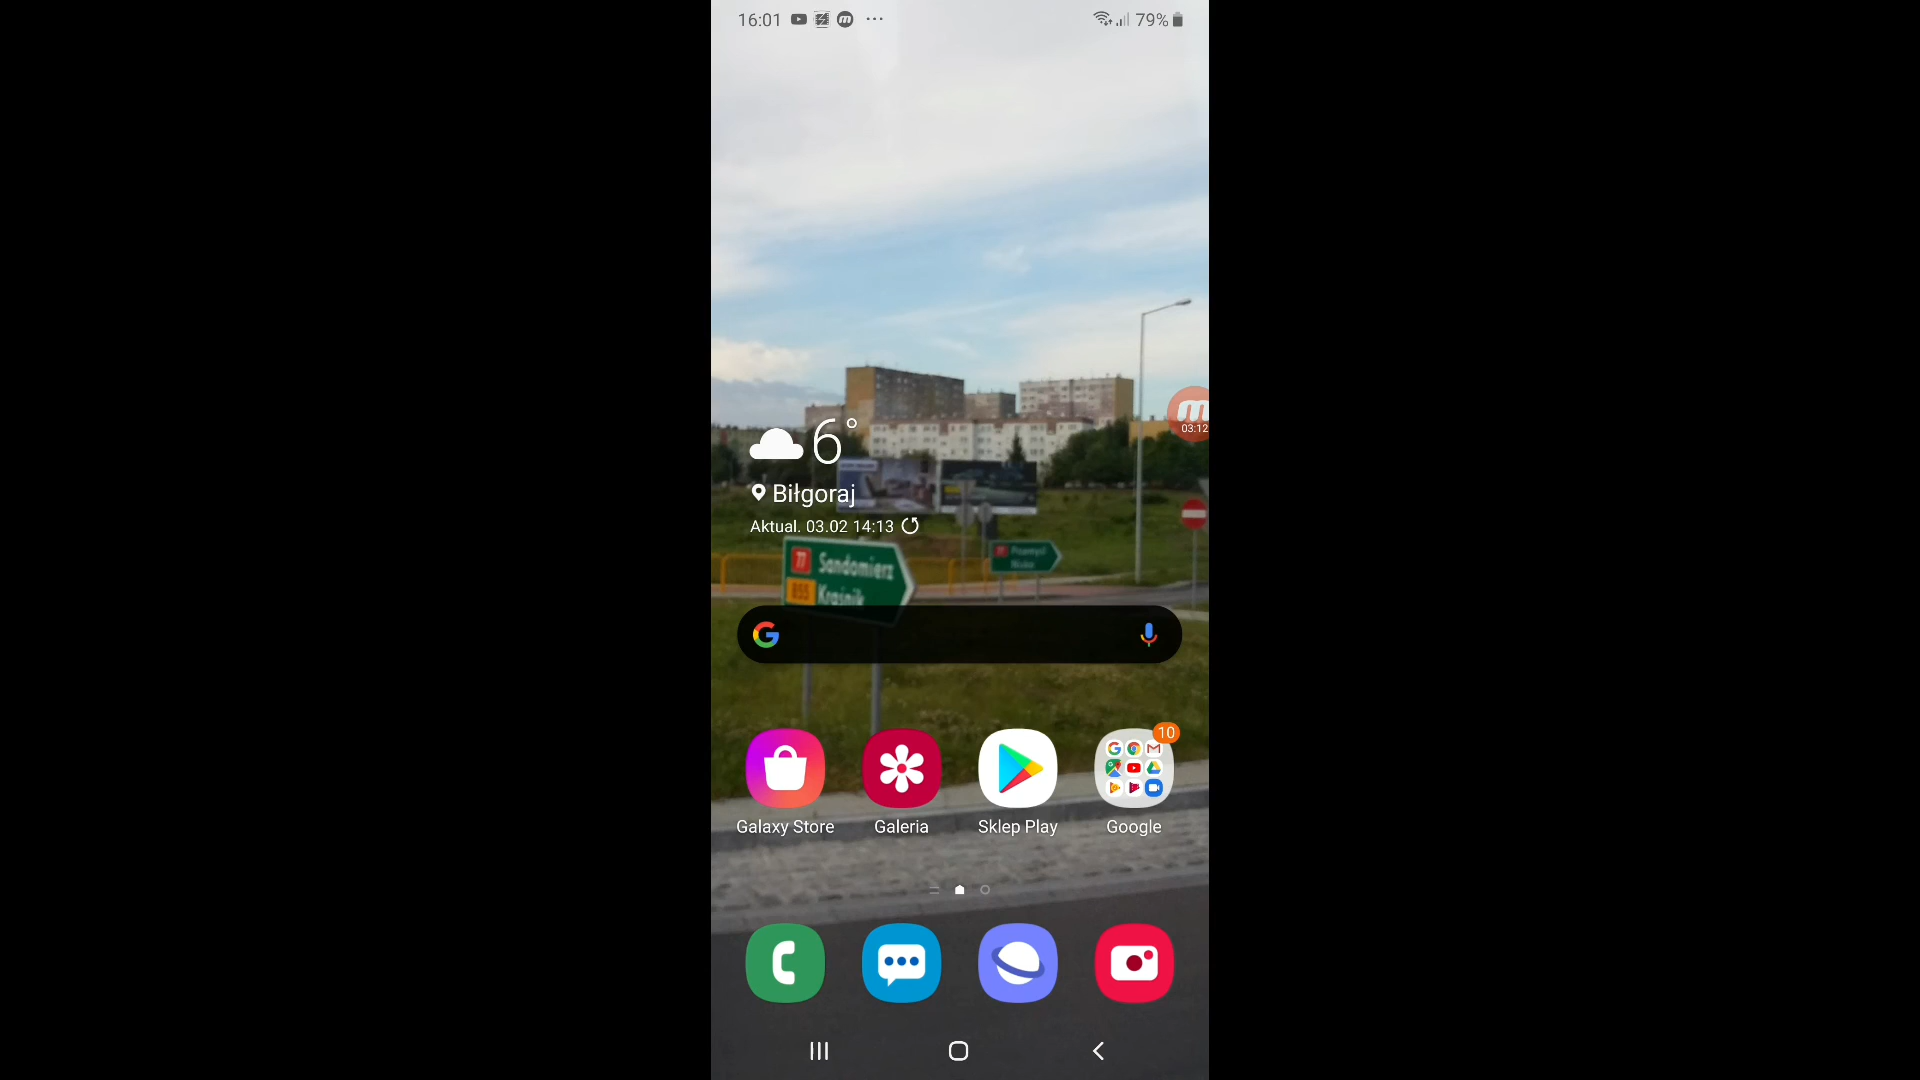 16:01
79%
03:12
6°
Biłgoraj
Aktual. 03.02 14:13
77 Sandomierz
855 Kraśnik
10
Galaxy Store
Galeria
Sklep Play
Google